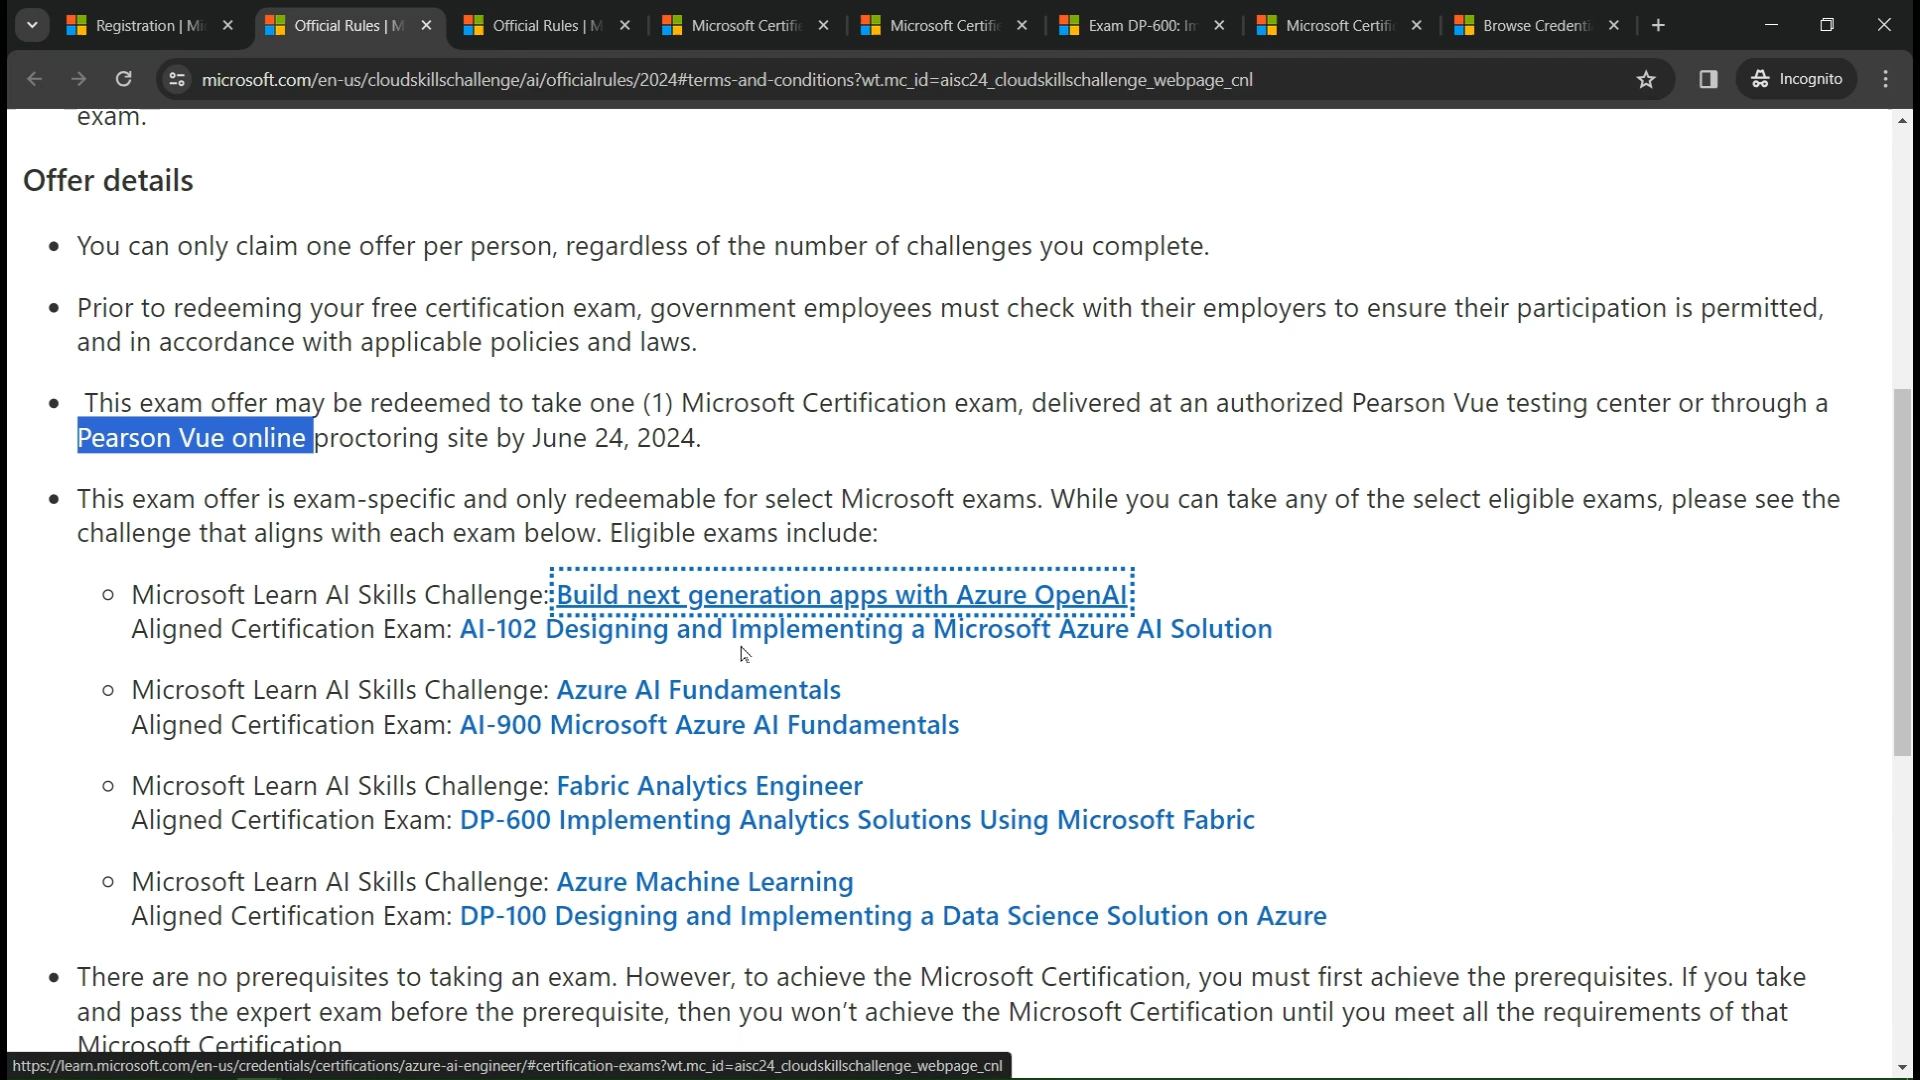 Registration | Mi
Official Rules | M
Official Rules | M
Microsoft Certific
Microsoft Certific
Exam DP-600: Im
Microsoft Certific
Browse Credenti
microsoft.com/en-us/cloudskillschallenge/ai/officialrules/2024#terms-and-conditions?wt.mc_id=aisc24_cloudskillschallenge_webpage_cnl
Incognito
exam.
Offer details
• You can only claim one offer per person, regardless of the number of challenges you complete.
• Prior to redeeming your free certification exam, government employees must check with their employers to ensure their participation is permitted,
and in accordance with applicable policies and laws.
• This exam offer may be redeemed to take one (1) Microsoft Certification exam, delivered at an authorized Pearson Vue testing center or through a
Pearson Vue online proctoring site by June 24, 2024.
• This exam offer is exam-specific and only redeemable for select Microsoft exams. While you can take any of the select eligible exams, please see the
challenge that aligns with each exam below. Eligible exams include:
○ Microsoft Learn AI Skills Challenge: Build next generation apps with Azure OpenAI
Aligned Certification Exam: AI-102 Designing and Implementing a Microsoft Azure AI Solution
○ Microsoft Learn AI Skills Challenge: Azure AI Fundamentals
Aligned Certification Exam: AI-900 Microsoft Azure AI Fundamentals
○ Microsoft Learn AI Skills Challenge: Fabric Analytics Engineer
Aligned Certification Exam: DP-600 Implementing Analytics Solutions Using Microsoft Fabric
○ Microsoft Learn AI Skills Challenge: Azure Machine Learning
Aligned Certification Exam: DP-100 Designing and Implementing a Data Science Solution on Azure
• There are no prerequisites to taking an exam. However, to achieve the Microsoft Certification, you must first achieve the prerequisites. If you take
and pass the expert exam before the prerequisite, then you won't achieve the Microsoft Certification until you meet all the requirements of that
Microsoft Certification
https://learn.microsoft.com/en-us/credentials/certifications/azure-ai-engineer/#certification-exams?wt.mc_id=aisc24_cloudskillschallenge_webpage_cnl